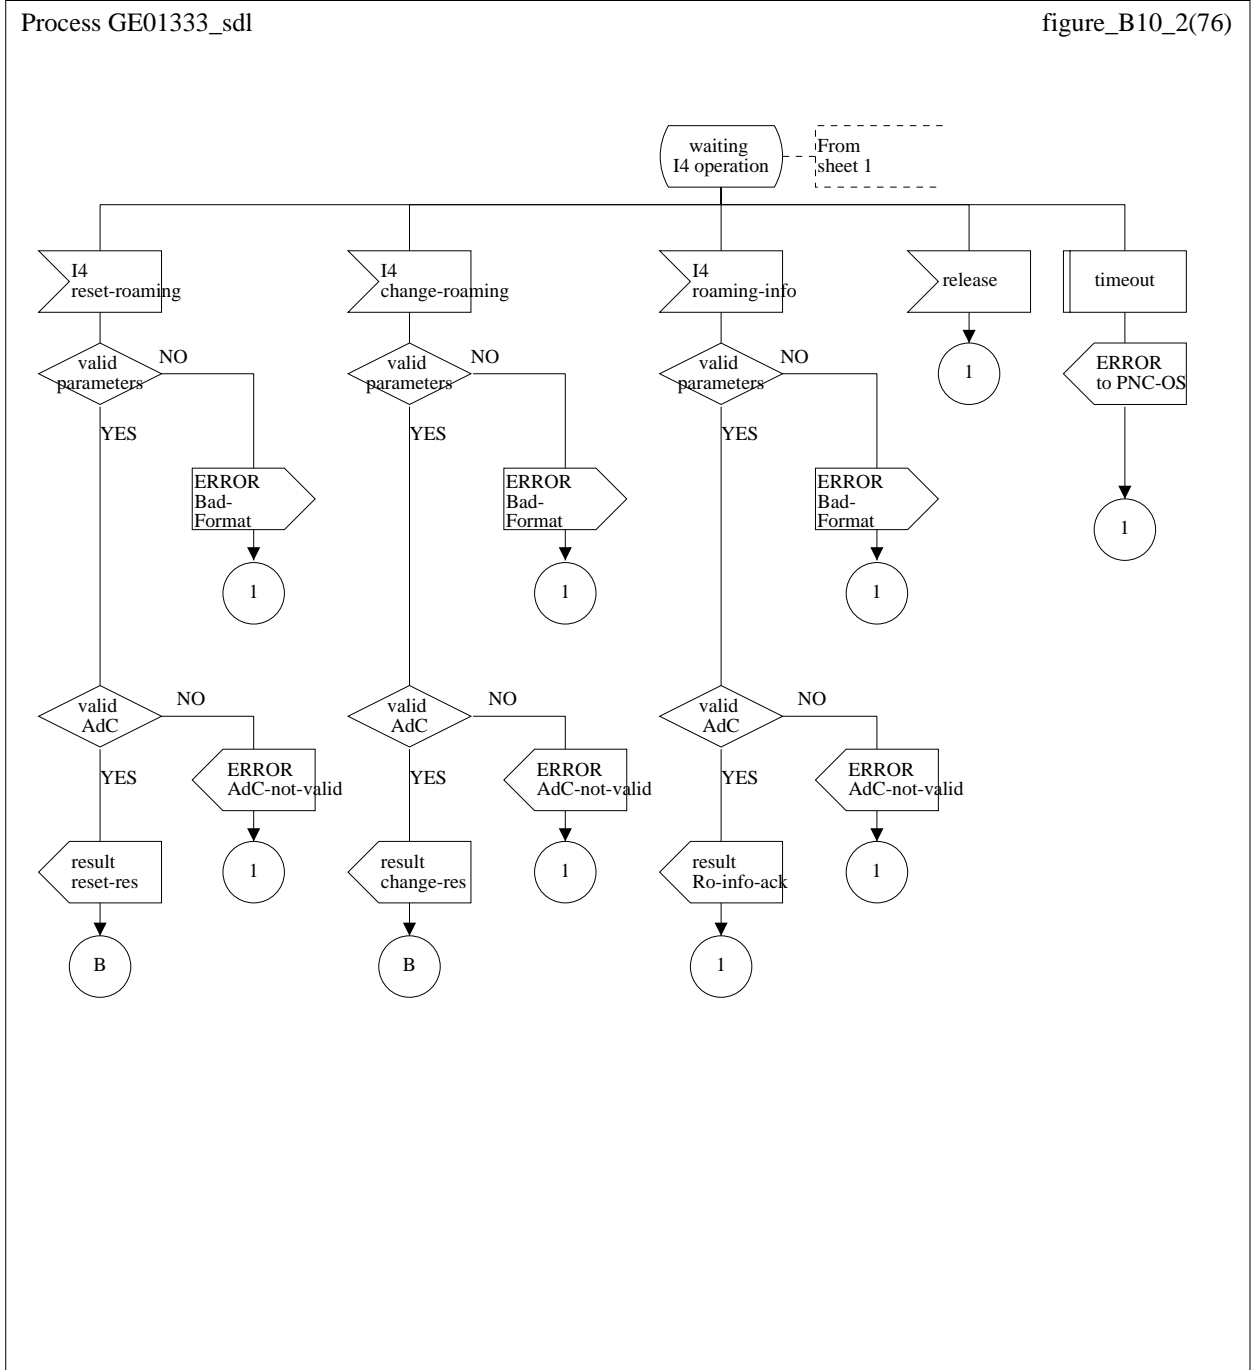 Process GE01333_sdl
figure_B10_2(76)
waiting
I4 operation
From
sheet 1
I4
reset-roaming
I4
change-roaming
I4
roaming-info
release
timeout
valid
parameters
NO
valid
parameters
NO
valid
parameters
NO
1
ERROR
to PNC-OS
YES
YES
YES
ERROR
Bad-
Format
ERROR
Bad-
Format
ERROR
Bad-
Format
1
1
1
1
valid
AdC
NO
valid
AdC
NO
valid
AdC
NO
YES
ERROR
AdC-not-valid
YES
ERROR
AdC-not-valid
YES
ERROR
AdC-not-valid
result
reset-res
1
result
change-res
1
result
Ro-info-ack
1
B
B
1